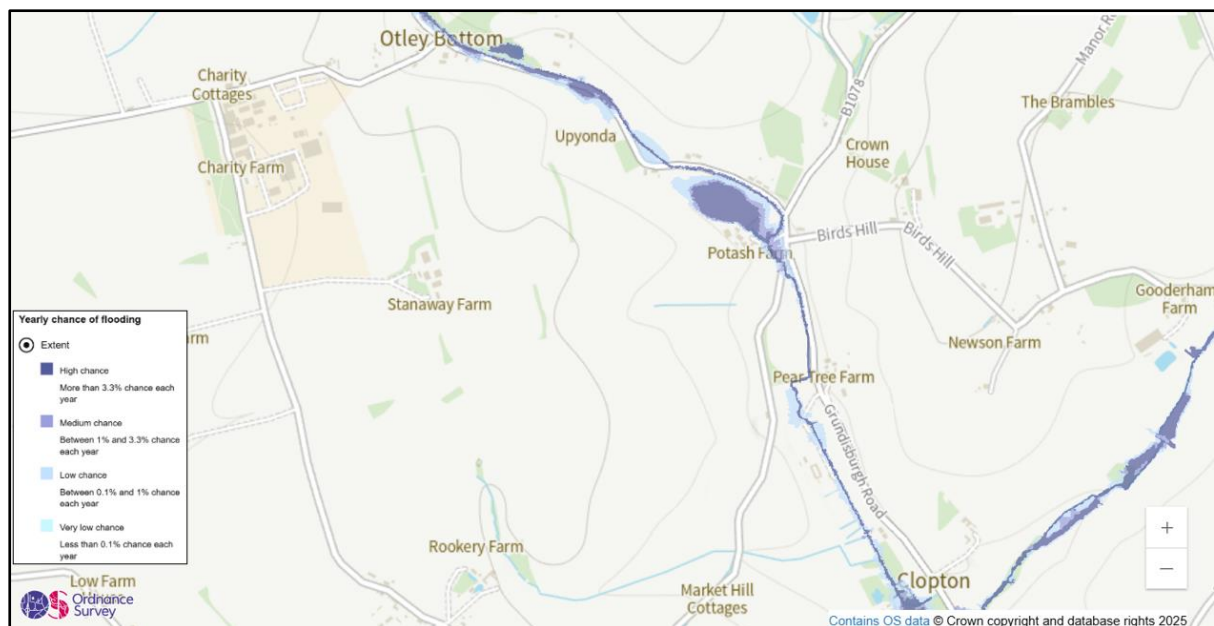 Otley Bottom
Charity
Cottages
Charity Farm
Upyonda
B1078
Manor
The Brambles
Crown
House
Birds Hill
Birds Hill
Potash Farm
Stanaway Farm
Gooderham
Farm
Newson Farm
Pear Tree Farm
Grundisburgh Road
Rookery Farm
Market Hill
Cottages
Clopton
Low Farm
Yearly chance of flooding
Extent
High chance
More than 3.3% chance each
year
Medium chance
Between 1% and 3.3% chance
each year
Low chance
Between 0.1% and 1% chance
each year
Very low chance
Less than 0.1% chance each
year
Ordnance
Survey
+
−
Contains OS data © Crown copyright and database rights 2025